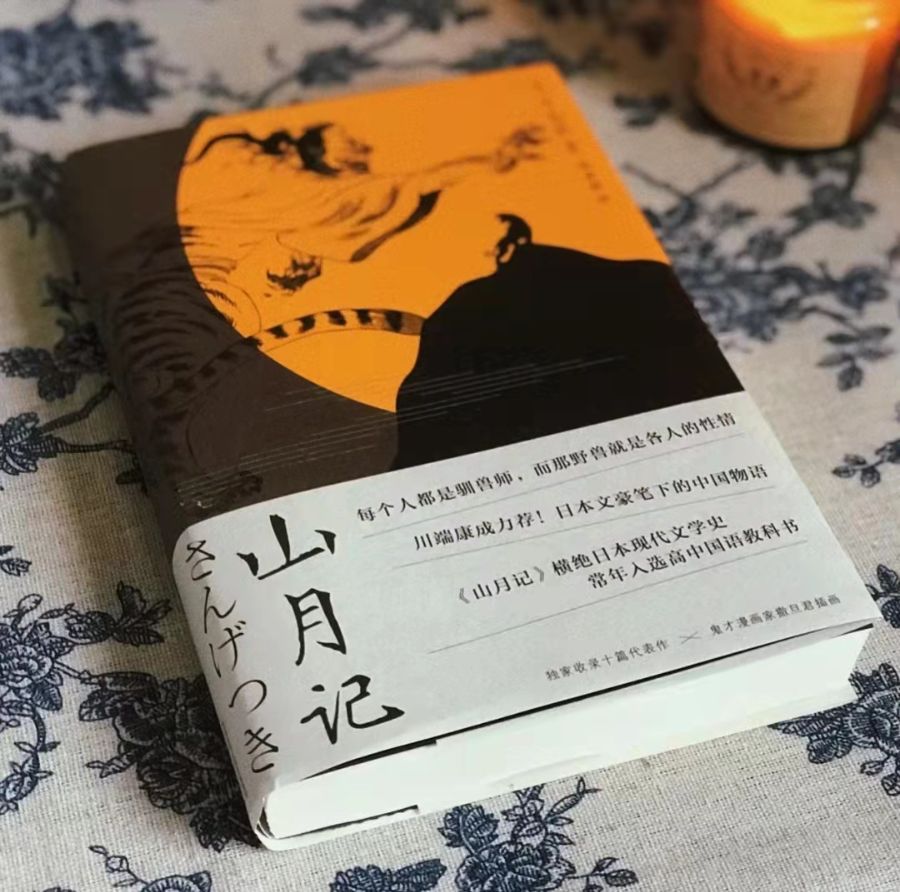 每个人都是驯兽师，而那野兽就是各人的性情
川端康成力荐！日本文豪笔下的中国物语
《山月记》横绝日本现代文学史
常年入选高中国语教科书
独家收录十篇代表作 × 鬼才漫画家撒旦君插画
山月记
さんげつき